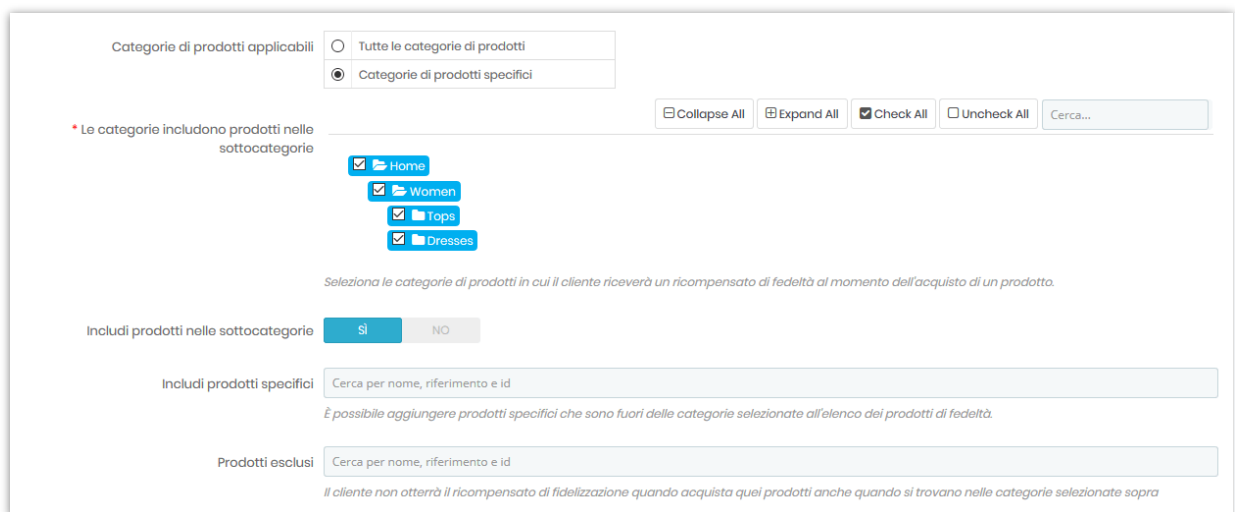 Categorie di prodotti applicabili
Tutte le categorie di prodotti
Categorie di prodotti specifici
Collapse All Expand All Check All Uncheck All Cerca...
* Le categorie includono prodotti nelle
sottocategorie
Home
Women
Tops
Dresses
Seleziona le categorie di prodotti in cui il cliente riceverà un ricompensato di fedeltà al momento dell'acquisto di un prodotto.
Includi prodotti nelle sottocategorie SÌ NO
Includi prodotti specifici Cerca per nome, riferimento e id
È possibile aggiungere prodotti specifici che sono fuori delle categorie selezionate all'elenco dei prodotti di fedeltà.
Prodotti esclusi Cerca per nome, riferimento e id
Il cliente non otterrà il ricompensato di fidelizzazione quando acquista quei prodotti anche quando si trovano nelle categorie selezionate sopra